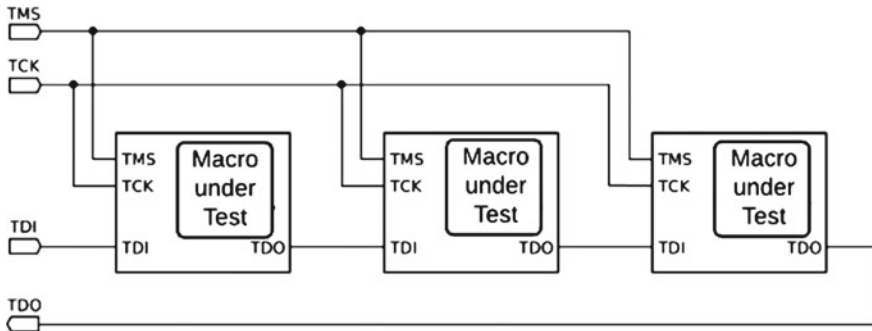 TMS
TCK
TMS
TCK
Macro
under
Test
TDI
TDO
TMS
TCK
Macro
under
Test
TDI
TDO
TMS
TCK
Macro
under
Test
TDI
TDO
TDI
TDO